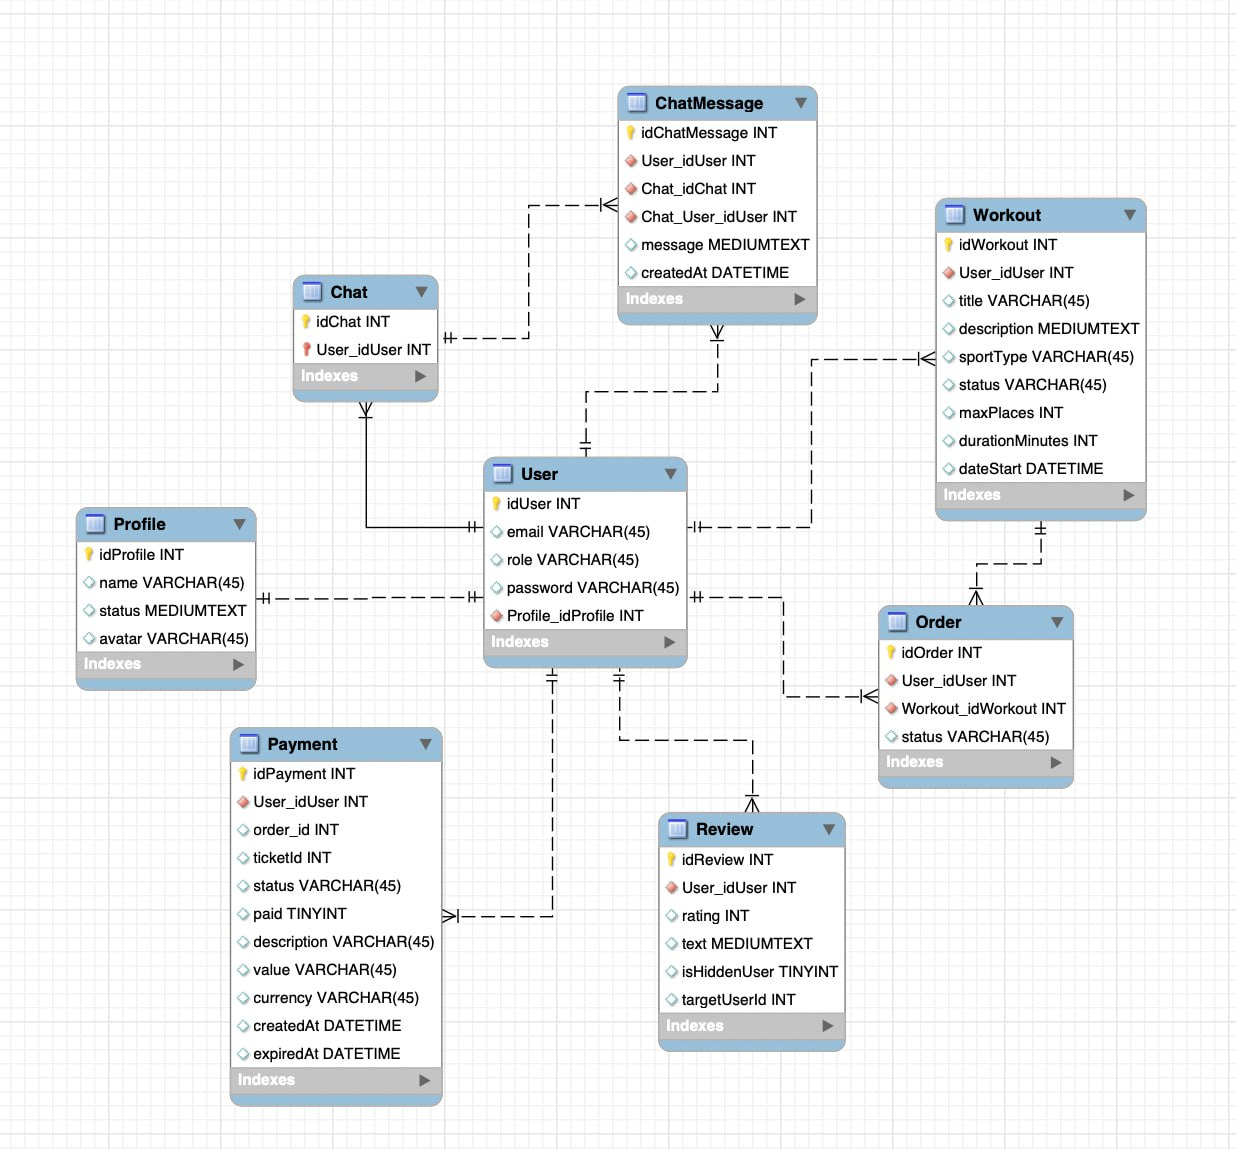 ChatMessage
idChatMessage INT
User_idUser INT
Chat_idChat INT
Chat_User_idUser INT
message MEDIUMTEXT
createdAt DATETIME
Indexes
Workout
idWorkout INT
User_idUser INT
title VARCHAR(45)
description MEDIUMTEXT
sportType VARCHAR(45)
status VARCHAR(45)
maxPlaces INT
durationMinutes INT
dateStart DATETIME
Indexes
Chat
idChat INT
User_idUser INT
Indexes
User
idUser INT
email VARCHAR(45)
role VARCHAR(45)
password VARCHAR(45)
Profile_idProfile INT
Indexes
Profile
idProfile INT
name VARCHAR(45)
status MEDIUMTEXT
avatar VARCHAR(45)
Indexes
Order
idOrder INT
User_idUser INT
Workout_idWorkout INT
status VARCHAR(45)
Indexes
Payment
idPayment INT
User_idUser INT
order_id INT
ticketId INT
status VARCHAR(45)
paid TINYINT
description VARCHAR(45)
value VARCHAR(45)
currency VARCHAR(45)
createdAt DATETIME
expiredAt DATETIME
Indexes
Review
idReview INT
User_idUser INT
rating INT
text MEDIUMTEXT
isHiddenUser TINYINT
targetUserId INT
Indexes